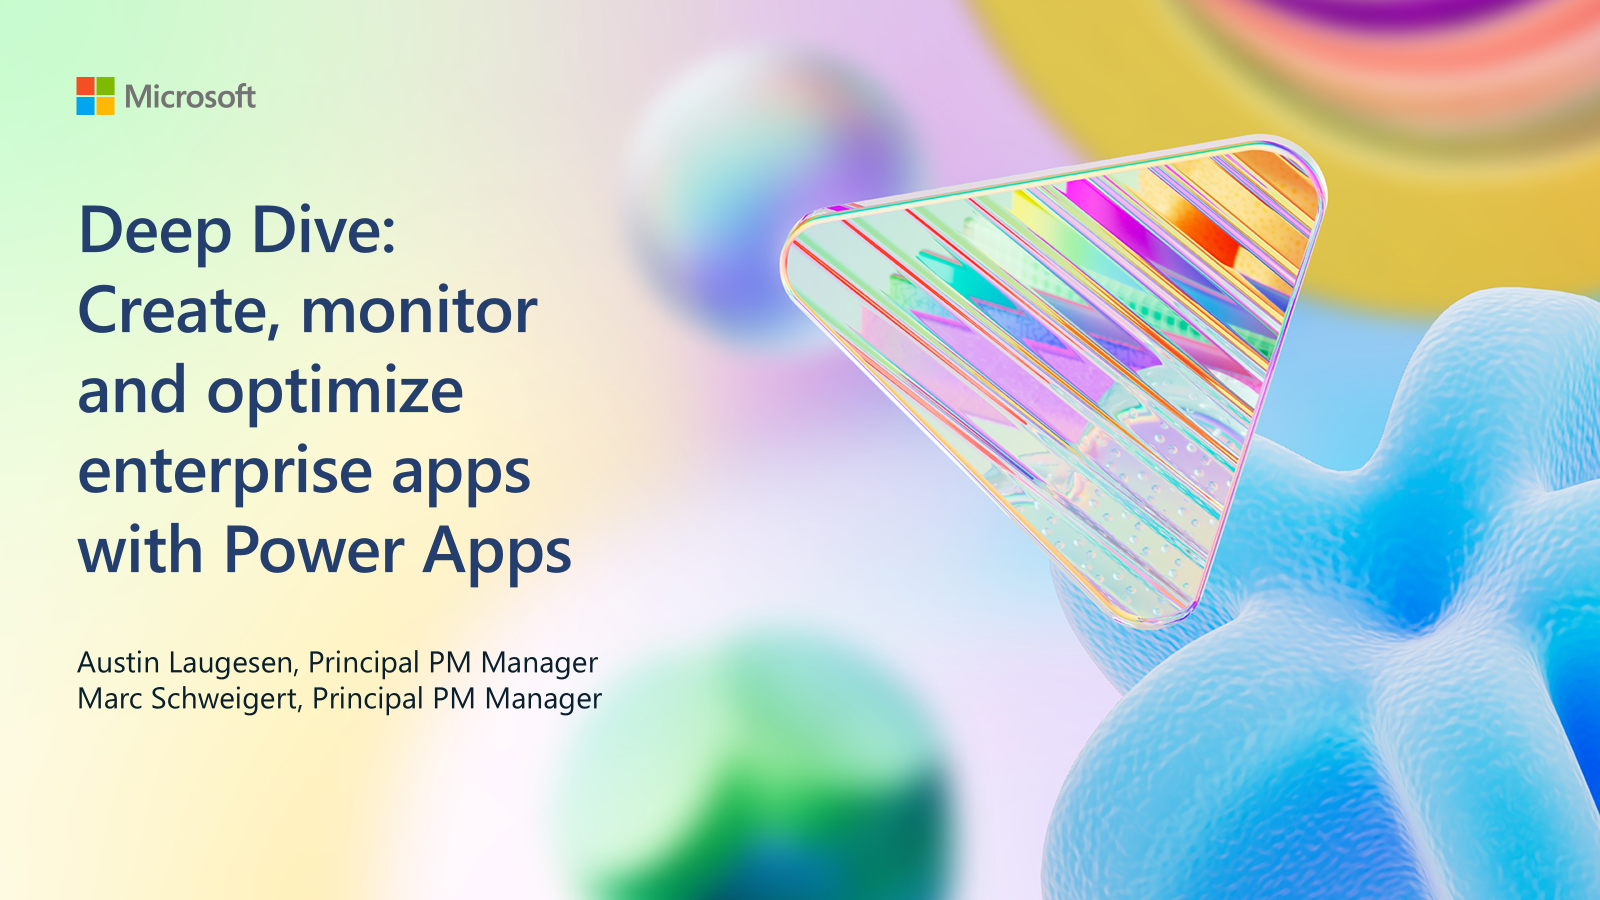 Microsoft
Deep Dive:
Create, monitor
and optimize
enterprise apps
with Power Apps
Austin Laugesen, Principal PM Manager
Marc Schweigert, Principal PM Manager